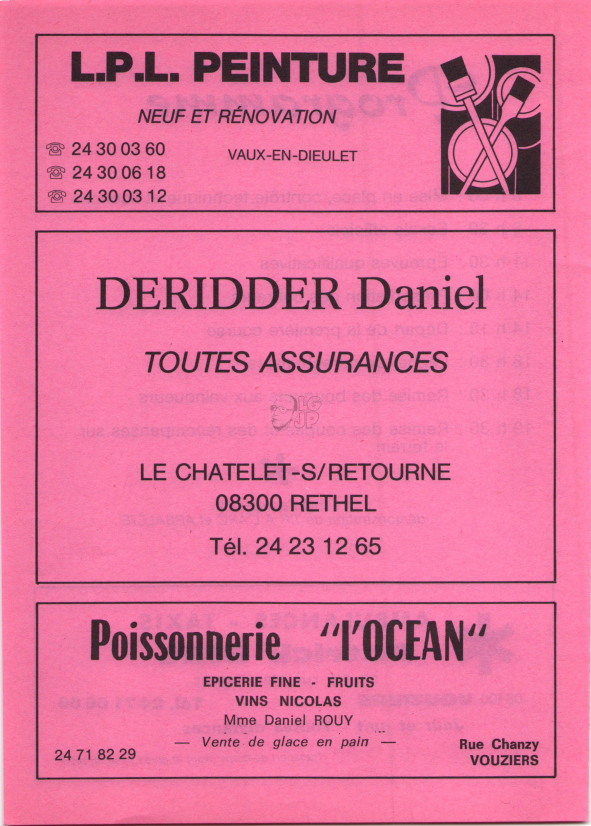 L.P.L. PEINTURE
NEUF ET RÉNOVATION
☎ 24 30 03 60
VAUX-EN-DIEULET
☎ 24 30 06 18
☎ 24 30 03 12
DERIDDER Daniel
TOUTES ASSURANCES
LG
JP
LE CHATELET-S/RETOURNE
08300 RETHEL
Tél. 24 23 12 65
Poissonnerie "l'OCEAN"
EPICERIE FINE - FRUITS
VINS NICOLAS
Mme Daniel ROUY
— Vente de glace en pain —
24 71 82 29
Rue Chanzy
VOUZIERS